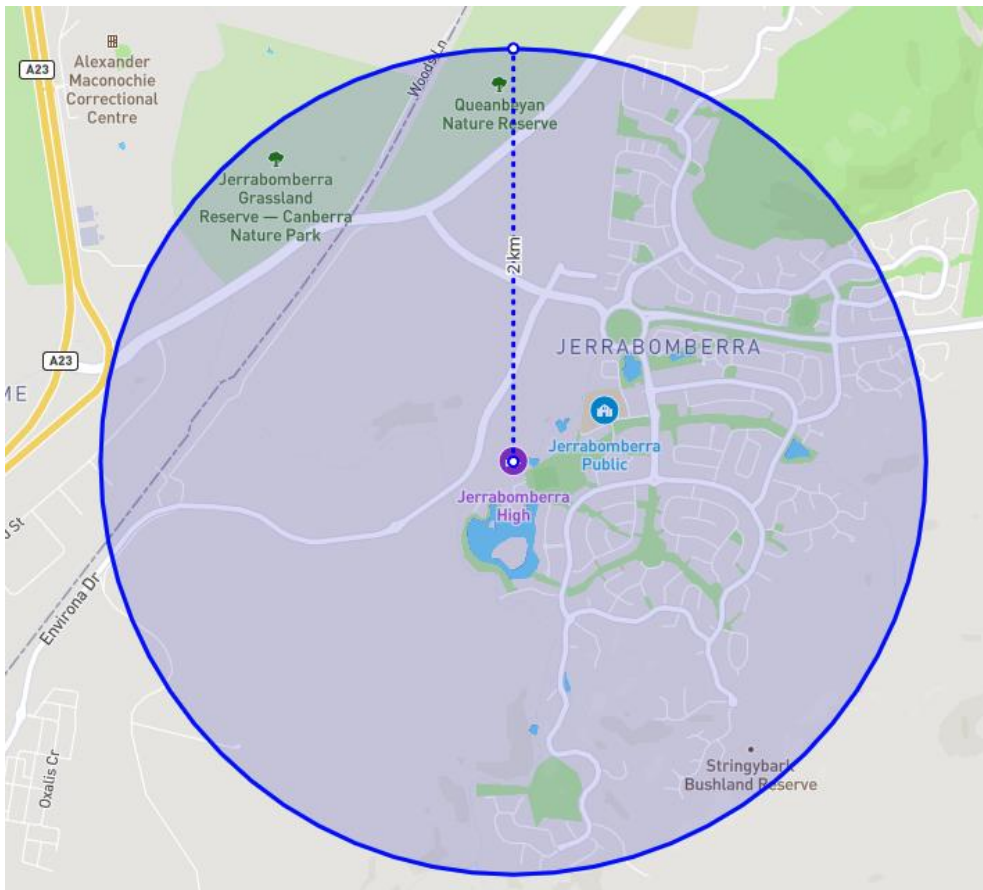 A23
Alexander
Maconochie
Correctional
Centre
Woods Ln
Queanbeyan
Nature Reserve
Jerrabomberra
Grassland
Reserve — Canberra
Nature Park
2 km
A23
JERRABOMBERRA
ME
Jerrabomberra
Public
Jerrabomberra
High
d St
Environa Dr
Oxalis Cr
Stringybark
Bushland Reserve